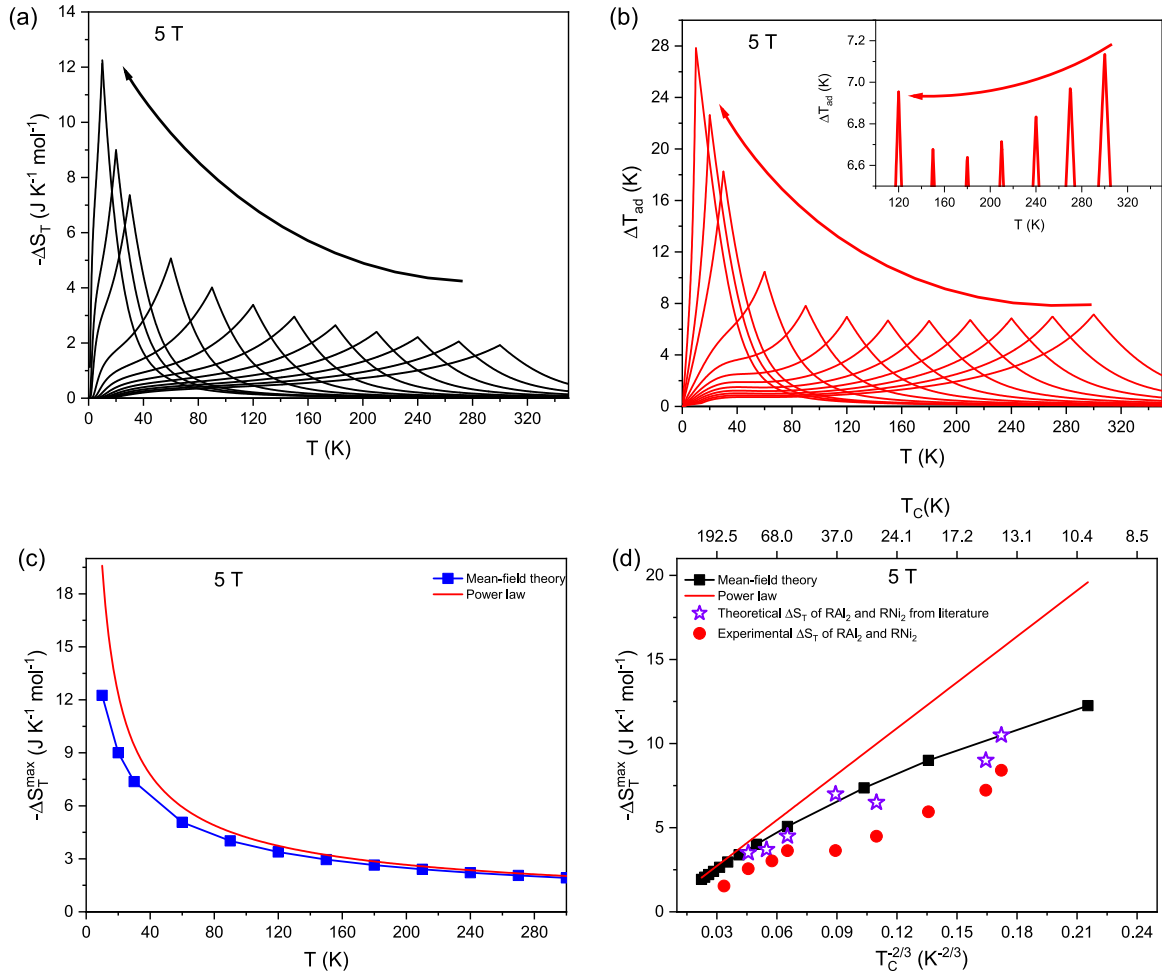 (a)
5 T
-ΔS_T (J K⁻¹ mol⁻¹)
14
12
10
8
6
4
2
0
0 40 80 120 160 200 240 280 320
T (K)
(b)
5 T
ΔT_ad (K)
28
24
20
16
12
8
4
0
0 40 80 120 160 200 240 280 320
T (K)
ΔT_ad (K)
7.2
7.0
6.8
6.6
120 160 200 240 280 320
T (K)
(c)
5 T
Mean-field theory
Power law
-ΔS_T^max (J K⁻¹ mol⁻¹)
18
15
12
9
6
3
0
0 40 80 120 160 200 240 280
T (K)
(d)
T_C(K)
192.5 68.0 37.0 24.1 17.2 13.1 10.4 8.5
5 T
Mean-field theory
Power law
Theoretical ΔS_T of RAl₂ and RNi₂ from literature
Experimental ΔS_T of RAl₂ and RNi₂
-ΔS_T^max (J K⁻¹ mol⁻¹)
20
15
10
5
0
0.03 0.06 0.09 0.12 0.15 0.18 0.21 0.24
T_C^-2/3 (K^-2/3)